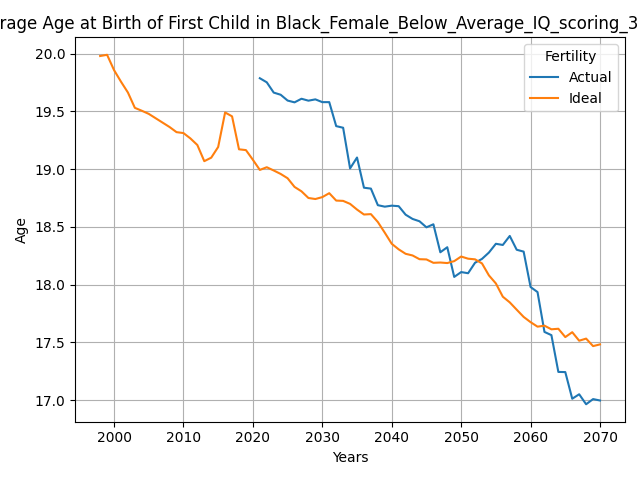 rage Age at Birth of First Child in Black_Female_Below_Average_IQ_scoring_3
20.0
19.5
19.0
18.5
18.0
17.5
17.0
Age
Fertility
Actual
Ideal
2000 2010 2020 2030 2040 2050 2060 2070
Years